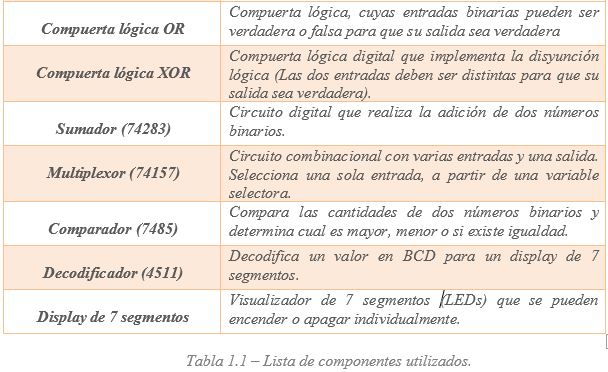 Compuerta lógica OR
Compuerta lógica, cuyas entradas binarias pueden ser
verdadera o falsa para que su salida sea verdadera
Compuerta lógica XOR
Compuerta lógica digital que implementa la disyunción
lógica (Las dos entradas deben ser distintas para que su
salida sea verdadera).
Sumador (74283)
Circuito digital que realiza la adición de dos números
binarios.
Multiplexor (74157)
Circuito combinacional con varias entradas y una salida.
Selecciona una sola entrada, a partir de una variable
selectora.
Comparador (7485)
Compara las cantidades de dos números binarios y
determina cual es mayor, menor o si existe igualdad.
Decodificador (4511)
Decodifica un valor en BCD para un display de 7
segmentos.
Display de 7 segmentos
Visualizador de 7 segmentos (LEDs) que se pueden
encender o apagar individualmente.
Tabla 1.1 – Lista de componentes utilizados.